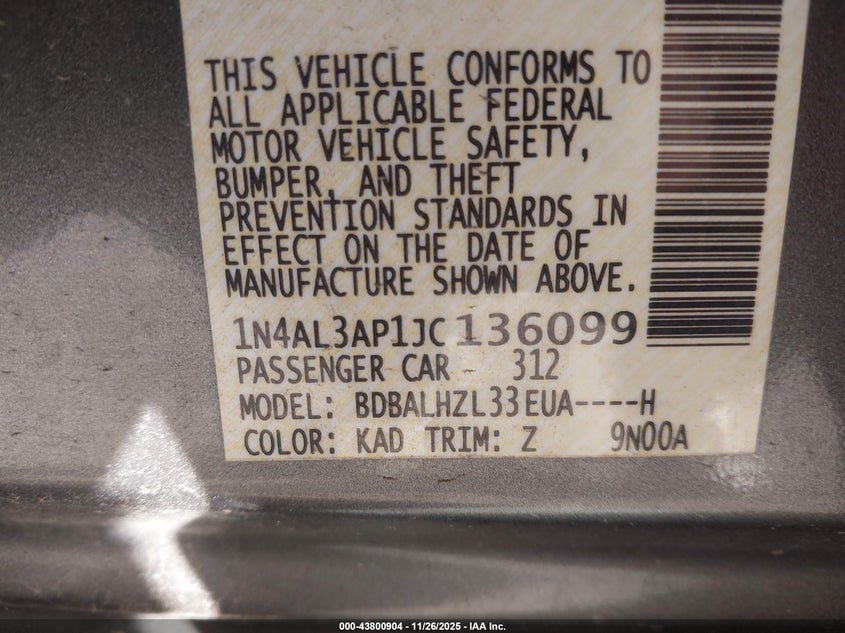 THIS VEHICLE CONFORMS TO
ALL APPLICABLE FEDERAL
MOTOR VEHICLE SAFETY,
BUMPER, AND THEFT
PREVENTION STANDARDS IN
EFFECT ON THE DATE OF
MANUFACTURE SHOWN ABOVE.
1N4AL3AP1JC136099
PASSENGER CAR 312
MODEL: BDBALHZL33EUA----H
COLOR: KAD TRIM: Z 9N00A
000-43800904 - 11/26/2025 - IAA Inc.